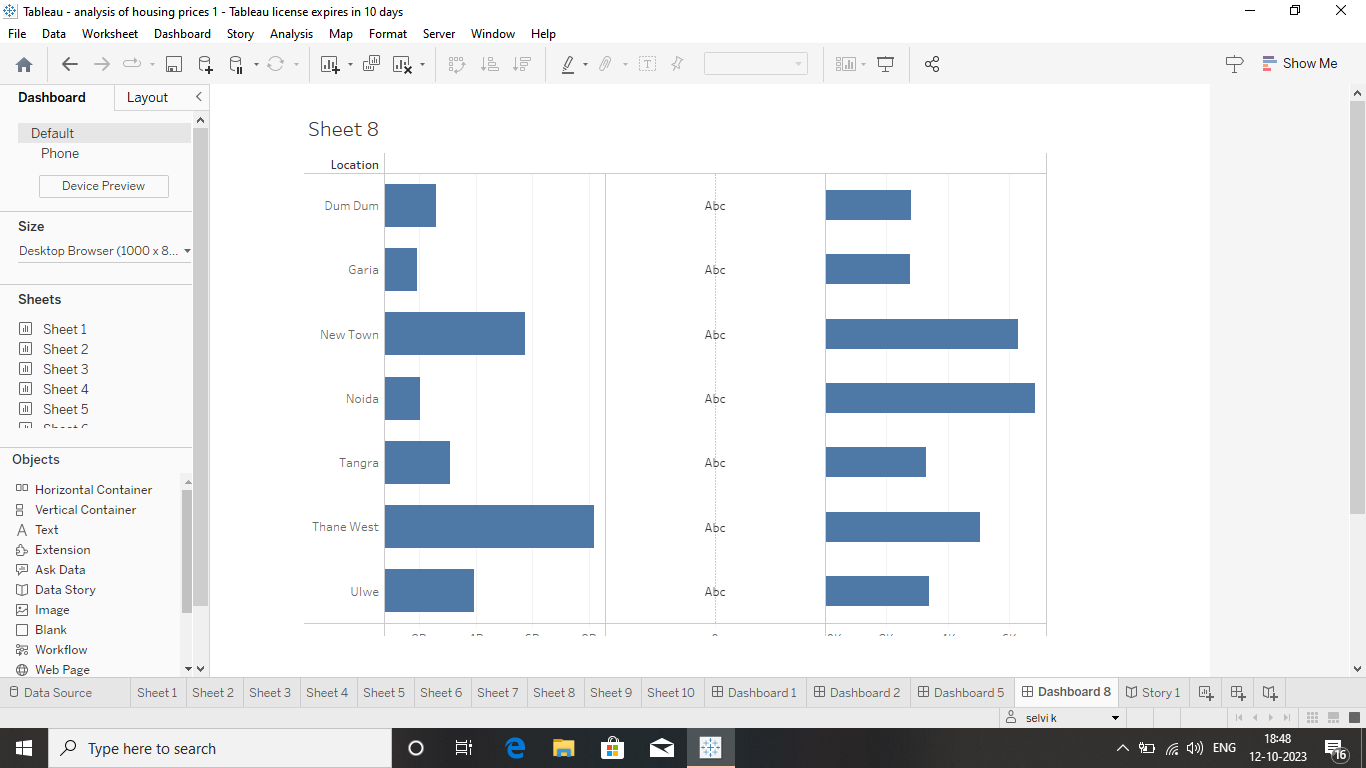 Tableau - analysis of housing prices 1 - Tableau license expires in 10 days
File Data Worksheet Dashboard Story Analysis Map Format Server Window Help
Show Me
Dashboard Layout
Default
Phone
Device Preview
Size
Desktop Browser (1000 x 8...
Sheets
Sheet 1
Sheet 2
Sheet 3
Sheet 4
Sheet 5
Objects
Horizontal Container
Vertical Container
Text
Extension
Ask Data
Data Story
Image
Blank
Workflow
Web Page
Sheet 8
Location
Dum Dum Abc
Garia Abc
New Town Abc
Noida Abc
Tangra Abc
Thane West Abc
Ulwe Abc
Data Source Sheet 1 Sheet 2 Sheet 3 Sheet 4 Sheet 5 Sheet 6 Sheet 7 Sheet 8 Sheet 9 Sheet 10 Dashboard 1 Dashboard 2 Dashboard 5 Dashboard 8 Story 1
selvi k
Type here to search
ENG
18:48
12-10-2023
16